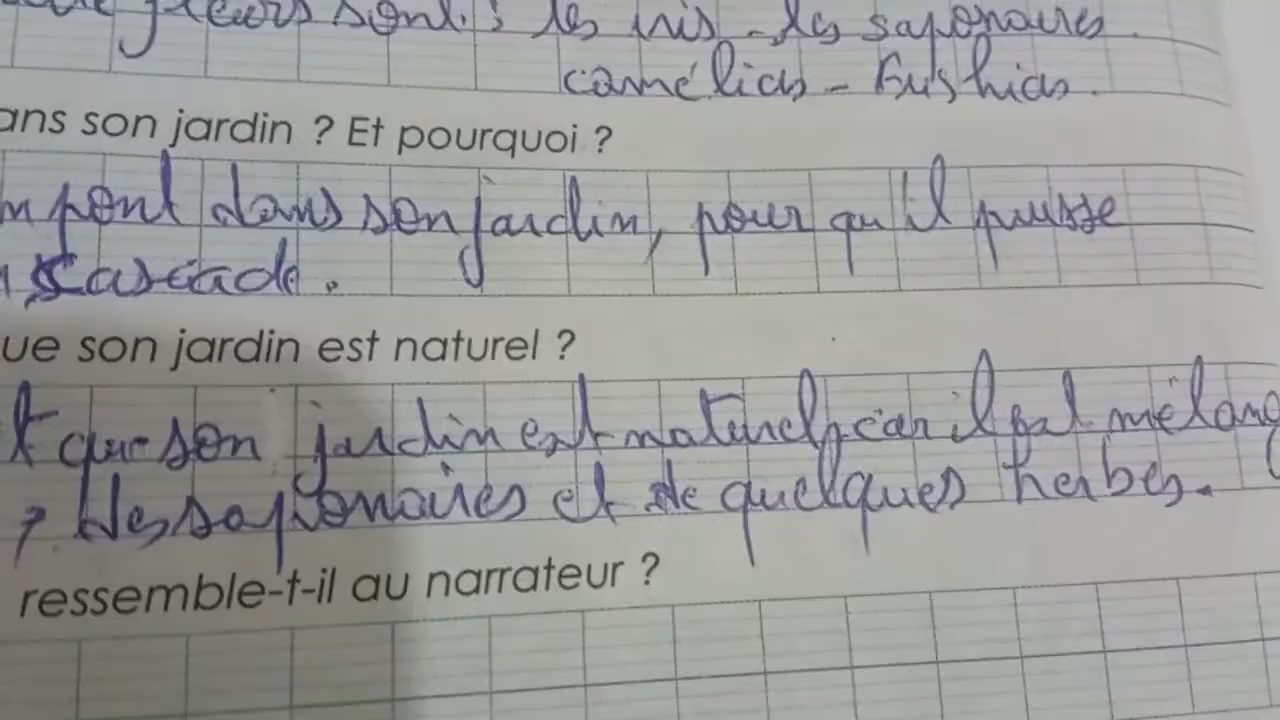 fleurs sont : les iris - les saponaires.
camélias - Fushias.
ans son jardin ? Et pourquoi ?
pont dans son jardin, pour qu'il puisse
cascade.
ue son jardin est naturel ?
t que son jardin est naturel, car il fat mélang
des saponaires et de quelques herbes.
ressemble-t-il au narrateur ?